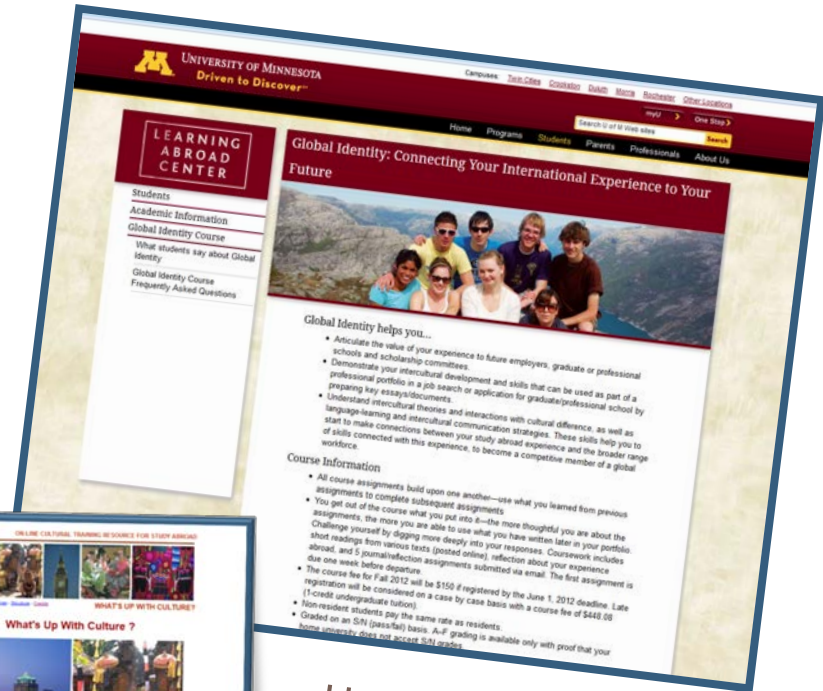 UNIVERSITY OF MINNESOTA
Driven to Discover
Campuses: Twin Cities Crookston Duluth Morris Rochester Other Locations
myU One Stop
Search U of M Web sites Search
Home Programs Students Parents Professionals About Us
LEARNING
ABROAD
CENTER
Students
Academic Information
Global Identity Course
What students say about Global
Identity
Global Identity Course
Frequently Asked Questions
Global Identity: Connecting Your International Experience to Your
Future
Global Identity helps you...
• Articulate the value of your experience to future employers, graduate or professional
schools and scholarship committees.
• Demonstrate your intercultural development and skills that can be used as part of a
professional portfolio in a job search or application for graduate/professional school by
preparing key essays/documents.
• Understand intercultural theories and interactions with cultural difference, as well as
language-learning and intercultural communication strategies. These skills help you to
start to make connections between your study abroad experience and the broader range
of skills connected with this experience, to become a competitive member of a global
workforce.
Course Information
• All course assignments build upon one another—use what you learned from previous
assignments to complete subsequent assignments
• You get out of the course what you put into it—the more thoughtful you are about the
assignments, the more you are able to use what you have written later in your portfolio.
Challenge yourself by digging more deeply into your responses. Coursework includes
short readings from various texts (posted online), reflection about your experience
abroad, and 5 journal/reflection assignments submitted via email. The first assignment is
due one week before departure.
• The course fee for Fall 2012 will be $150 if registered by the June 1, 2012 deadline. Late
registration will be considered on a case by case basis with a course fee of $448.08
(1-credit undergraduate tuition).
• Non-resident students pay the same rate as residents.
• Graded on an S/N (pass/fail) basis. A–F grading is available only with proof that your
home university does not accept S/N grades.
ON-LINE CULTURAL TRAINING RESOURCE FOR STUDY ABROAD
WHAT'S UP WITH CULTURE?
What's Up With Culture ?